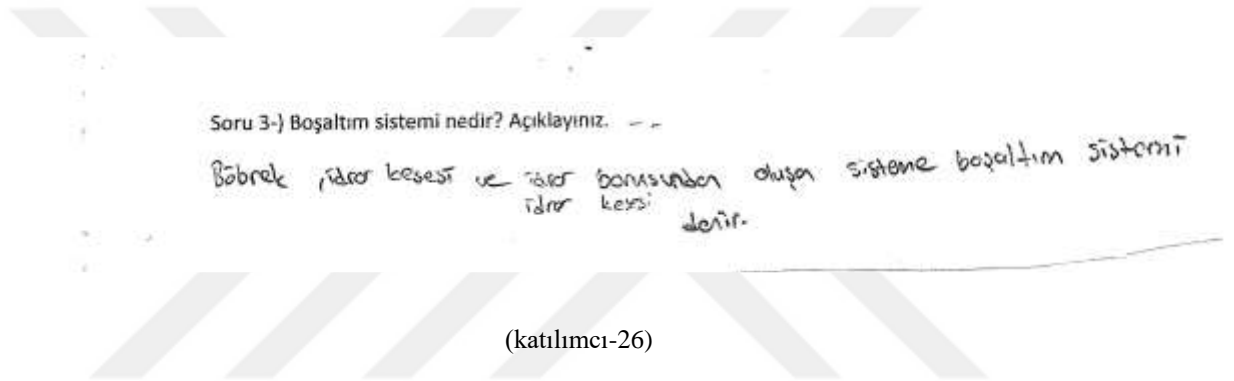 Soru 3-) Boşaltım sistemi nedir? Açıklayınız.
Böbrek, idrar kesesi ve idrar borusundan oluşan sisteme boşaltım sistemi
idrar kesesi
denir.
(katılımcı-26)